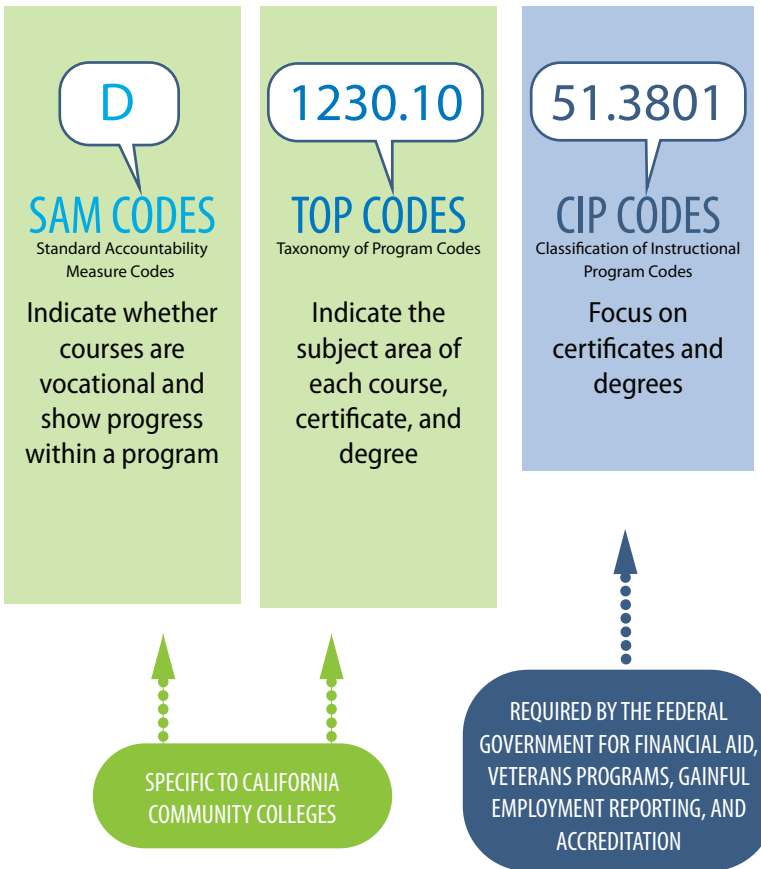 D
SAM CODES
Standard Accountability
Measure Codes
Indicate whether
courses are
vocational and
show progress
within a program
1230.10
TOP CODES
Taxonomy of Program Codes
Indicate the
subject area of
each course,
certificate, and
degree
51.3801
CIP CODES
Classification of Instructional
Program Codes
Focus on
certificates and
degrees
SPECIFIC TO CALIFORNIA
COMMUNITY COLLEGES
REQUIRED BY THE FEDERAL
GOVERNMENT FOR FINANCIAL AID,
VETERANS PROGRAMS, GAINFUL
EMPLOYMENT REPORTING, AND
ACCREDITATION